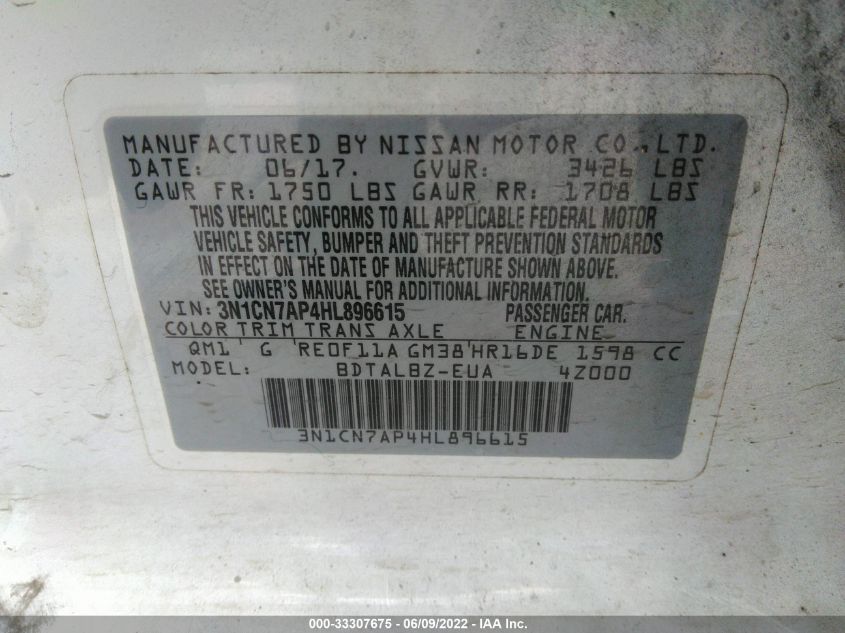 MANUFACTURED BY NISSAN MOTOR CO., LTD.
DATE: 06/17. GVWR: 3426 LBS
GAWR FR: 1750 LBS GAWR RR: 1708 LBS
THIS VEHICLE CONFORMS TO ALL APPLICABLE FEDERAL MOTOR
VEHICLE SAFETY, BUMPER AND THEFT PREVENTION STANDARDS
IN EFFECT ON THE DATE OF MANUFACTURE SHOWN ABOVE.
SEE OWNER'S MANUAL FOR ADDITIONAL INFORMATION.
VIN: 3N1CN7AP4HL896615 PASSENGER CAR.
COLOR TRIM TRANS AXLE ENGINE
QM1 G RE0F11A GM38 HR16DE 1598 CC
MODEL: BDTALBZ-EUA 4Z000
3N1CN7AP4HL896615
000-33307675 | 06/09/2022 - IAA Inc.